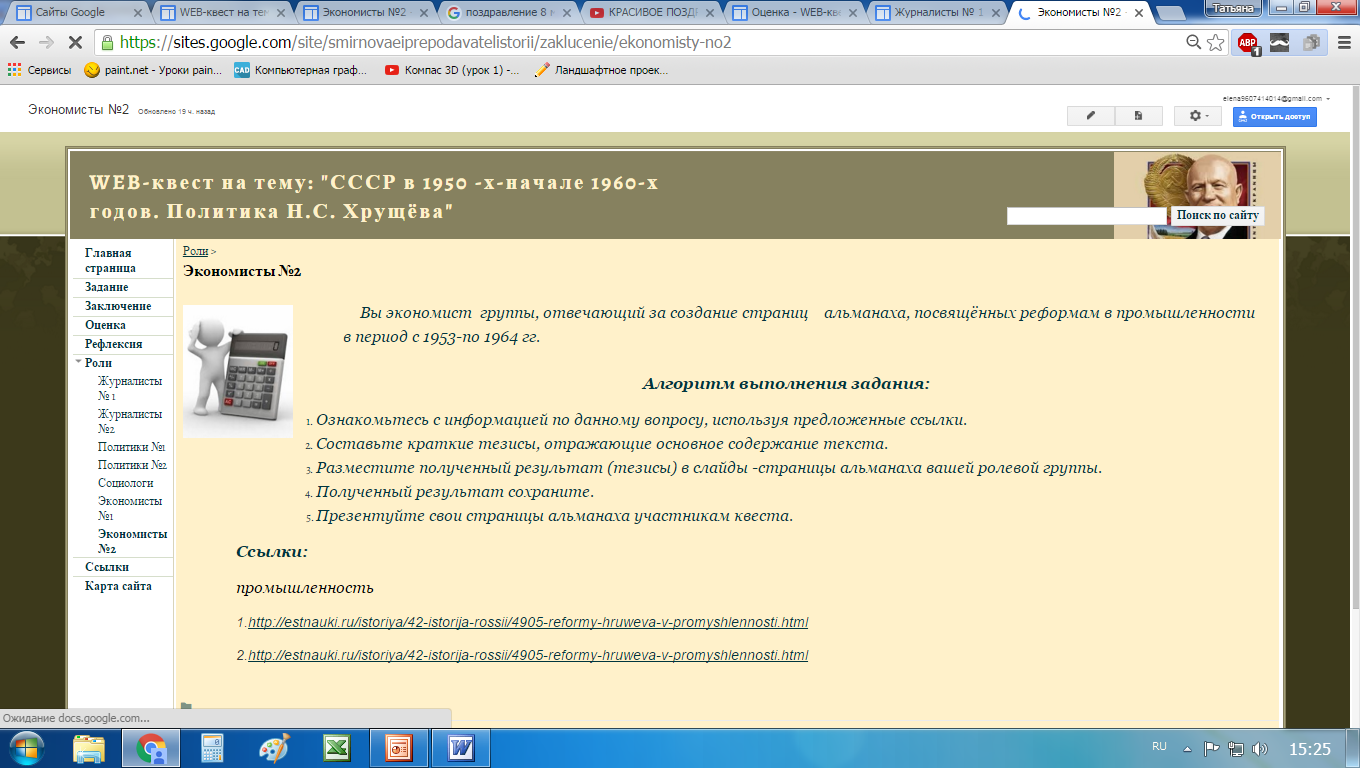 Сайты Google
WEB-квест на тем
Экономисты №2 -
поздравление 8 м
КРАСИВОЕ ПОЗДР
Оценка - WEB-кве
Журналисты № 1
Экономисты №2 -
Татьяна
https://sites.google.com/site/smirnovaeiprepodavatelistorii/zaklucenie/ekonomisty-no2
ABP
1
Сервисы
paint.net - Уроки pain...
CAD
Компьютерная граф...
Компас 3D (урок 1) -...
Ландшафтное проек...
elena9607414014@gmail.com
Экономисты №2
Обновлено 19 ч. назад
Открыть доступ
WEB-квест на тему: "СССР в 1950 -х-начале 1960-х
годов. Политика Н.С. Хрущёва"
Поиск по сайту
Главная
страница
Задание
Заключение
Оценка
Рефлексия
Роли
Журналисты
№ 1
Журналисты
№2
Политики №1
Политики №2
Социологи
Экономисты
№1
Экономисты
№2
Ссылки
Карта сайта
Роли >
Экономисты №2
Вы экономист группы, отвечающий за создание страниц альманаха, посвящённых реформам в промышленности
в период с 1953-по 1964 гг.
Алгоритм выполнения задания:
1. Ознакомьтесь с информацией по данному вопросу, используя предложенные ссылки.
2. Составьте краткие тезисы, отражающие основное содержание текста.
3. Разместите полученный результат (тезисы) в слайды -страницы альманаха вашей ролевой группы.
4. Полученный результат сохраните.
5. Презентуйте свои страницы альманаха участникам квеста.
Ссылки:
промышленность
1.http://estnauki.ru/istoriya/42-istorija-rossii/4905-reformy-hruweva-v-promyshlennosti.html
2.http://estnauki.ru/istoriya/42-istorija-rossii/4905-reformy-hruweva-v-promyshlennosti.html
Ожидание docs.google.com...
RU
15:25